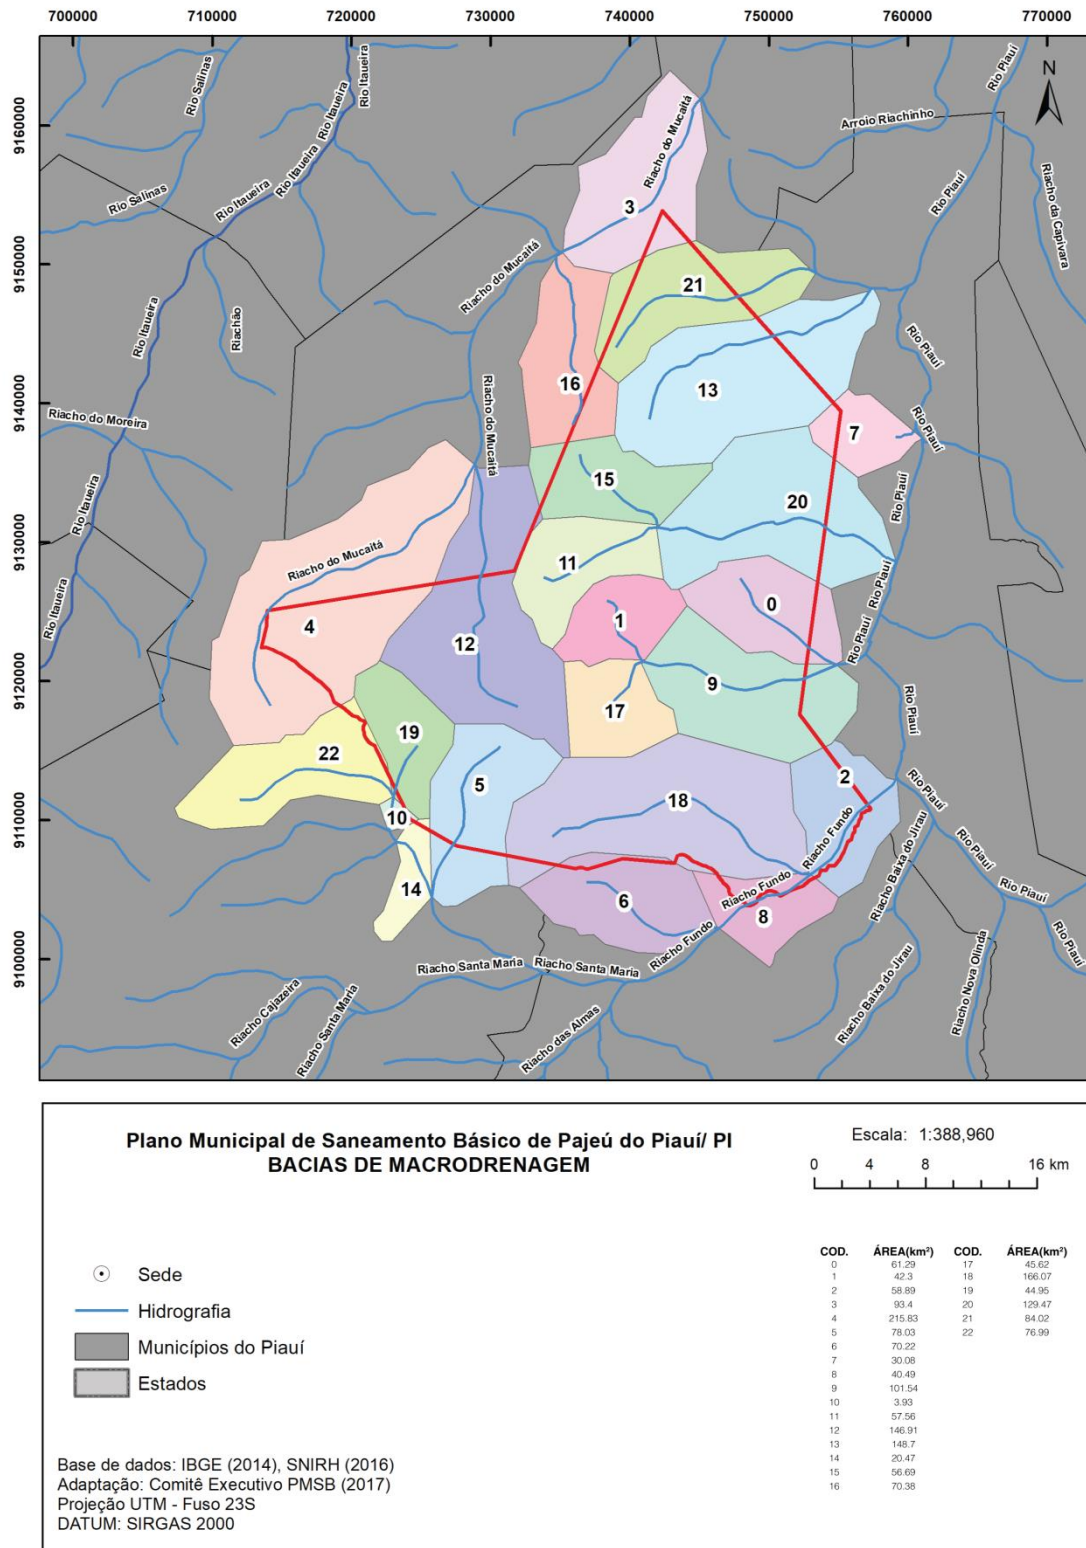 700000 710000 720000 730000 740000 750000 760000 770000
9160000
9150000
9140000
9130000
9120000
9110000
9100000
N
Rio Salinas
Rio Itaueira
Rio Itaueira
Rio Itaueira
Rio Itaueira
Rio Itaueira
Rio Itaueira
Rio Itaueira
Rio Itaueira
Rio Salinas
Riachão
Riacho do Moreira
Riacho do Mucaitá
Riacho do Mucaitá
Riacho do Mucaitá
Riacho do Mucaitá
Arroio Riachinho
Rio Piauí
Rio Piauí
Riacho da Capivara
Rio Piauí
Rio Piauí
Rio Piauí
Rio Piauí
Rio Piauí
Rio Piauí
Rio Piauí
Rio Piauí
Rio Piauí
Rio Piauí
Riacho Fundo
Riacho Fundo
Riacho Fundo
Riacho Baixa do Jirau
Riacho Baixa do Jirau
Riacho Nova Olinda
Riacho Santa Maria
Riacho Santa Maria
Riacho Santa Maria
Riacho Cajazeira
Riacho das Almas
3
21
16
13
7
15
20
11
0
1
4
12
9
17
19
22
5
2
18
10
14
6
8
Plano Municipal de Saneamento Básico de Pajeú do Piauí/ PI
BACIAS DE MACRODRENAGEM
Escala: 1:388,960
0 4 8 16 km
Sede
Hidrografia
Municípios do Piauí
Estados
COD. ÁREA(km²) COD. ÁREA(km²)
0 61.29 17 45.62
1 42.3 18 166.07
2 58.89 19 44.95
3 93.4 20 129.47
4 215.83 21 84.02
5 78.03 22 76.99
6 70.22
7 30.08
8 40.49
9 101.54
10 3.93
11 57.56
12 146.91
13 148.7
14 20.47
15 56.69
16 70.38
Base de dados: IBGE (2014), SNIRH (2016)
Adaptação: Comitê Executivo PMSB (2017)
Projeção UTM - Fuso 23S
DATUM: SIRGAS 2000